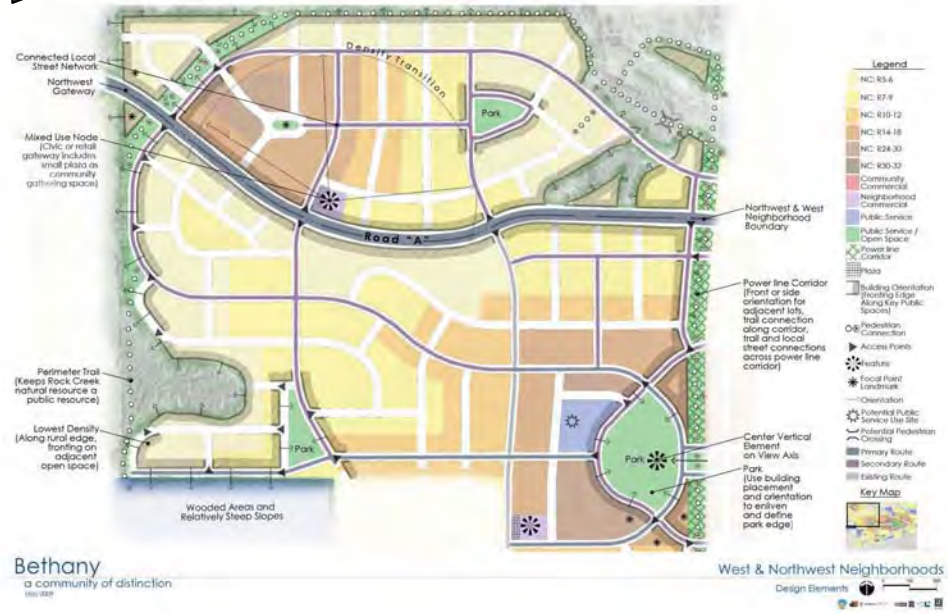 Connected Local
Street Network
Northwest
Gateway
Mixed Use Node
(Civic or retail
gateway includes
small plaza as
community
gathering space)
Perimeter Trail
(Keeps Rock Creek
natural resource a
public resource)
Lowest Density
(Along rural edge,
fronting on
adjacent
open space)
Density Transition
Park
Road "A"
Park
Park
Wooded Areas and
Relatively Steep Slopes
Northwest & West
Neighborhood
Boundary
Power line Corridor
(Front or side
orientation for
adjacent lots,
trail connection
along corridor,
trail and local
street connections
across power line
corridor)
Center Vertical
Element
on View Axis
Park
(Use building
placement
and orientation
to enliven
and define
park edge)
Legend
NC: R5-6
NC: R7-9
NC: R10-12
NC: R14-18
NC: R24-30
NC: R30-32
Community
Commercial
Neighborhood
Commercial
Public Service
Public Service /
Open Space
Power line
Corridor
Plaza
Building Orientation
(Fronting Edge
Along Key Public
Spaces)
Pedestrian
Connection
Access Points
Feature
Focal Point
Landmark
Orientation
Potential Public
Service Use Site
Potential Pedestrian
Crossing
Primary Route
Secondary Route
Existing Route
Key Map
Bethany
a community of distinction
West & Northwest Neighborhoods
Design Elements